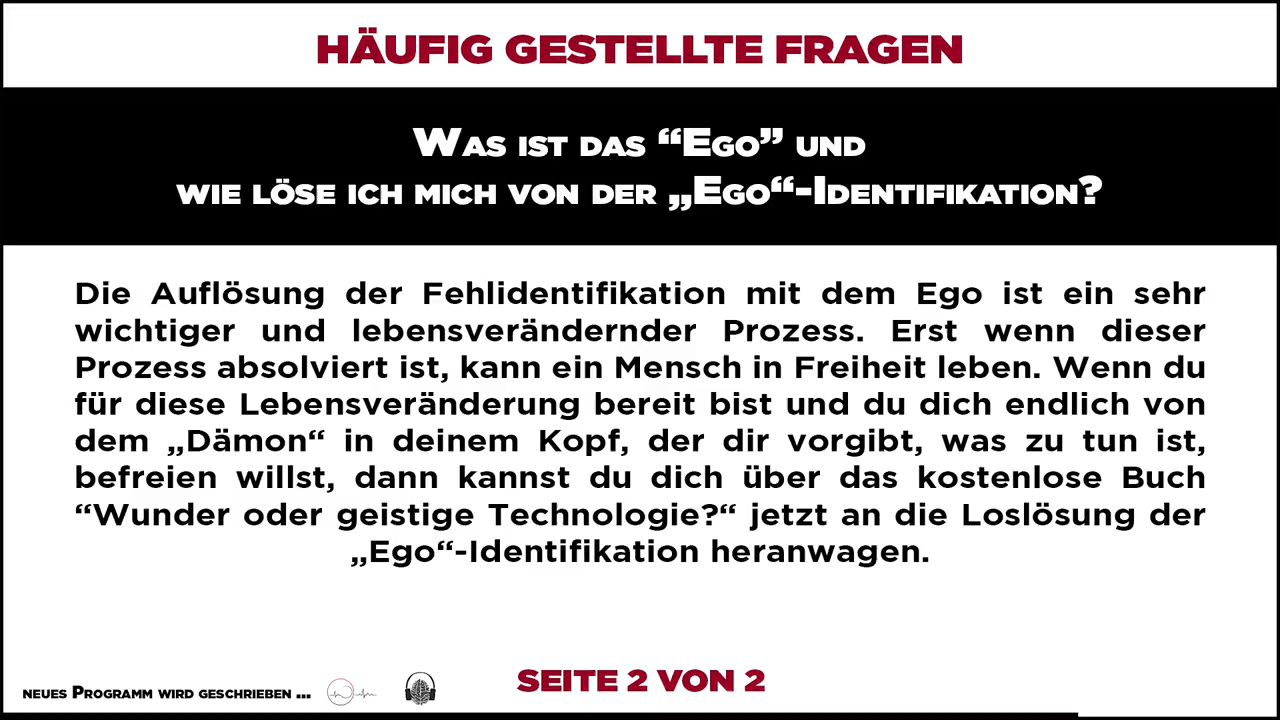 HÄUFIG GESTELLTE FRAGEN
Was ist das “Ego” und
wie löse ich mich von der „Ego“-Identifikation?
Die Auflösung der Fehlidentifikation mit dem Ego ist ein sehr
wichtiger und lebensverändernder Prozess. Erst wenn dieser
Prozess absolviert ist, kann ein Mensch in Freiheit leben. Wenn du
für diese Lebensveränderung bereit bist und du dich endlich von
dem „Dämon“ in deinem Kopf, der dir vorgibt, was zu tun ist,
befreien willst, dann kannst du dich über das kostenlose Buch
“Wunder oder geistige Technologie?“ jetzt an die Loslösung der
„Ego“-Identifikation heranwagen.
neues Programm wird geschrieben ...
SEITE 2 VON 2